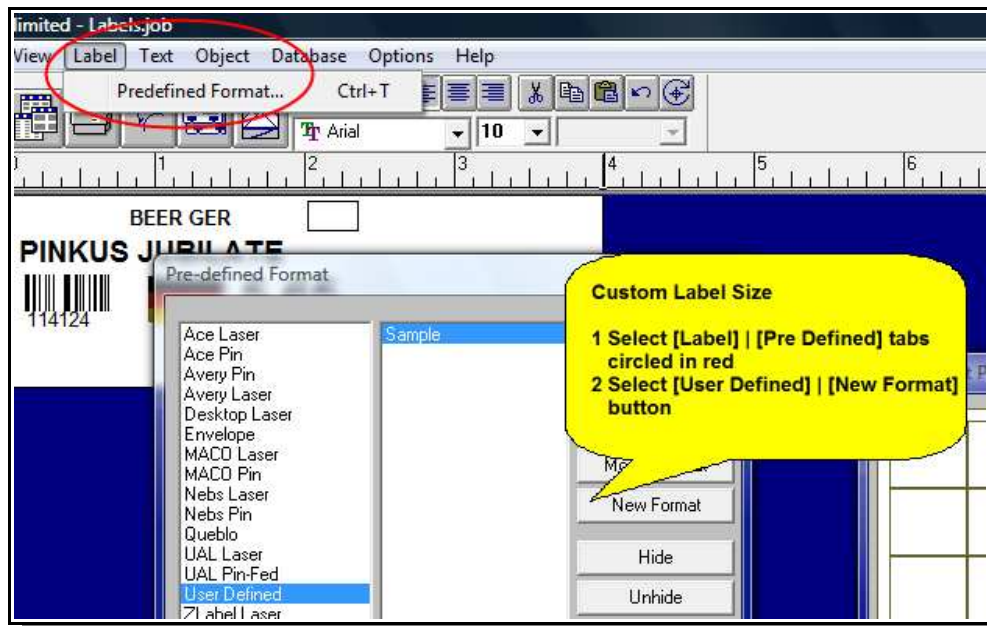 imited - Labels.job
View Label Text Object Database Options Help
Predefined Format... Ctrl+T
Arial 10
1 2 3 4 5 6
BEER GER
PINKUS JUBILATE
114124
Pre-defined Format
Ace Laser
Ace Pin
Avery Pin
Avery Laser
Desktop Laser
Envelope
MACO Laser
MACO Pin
Nebs Laser
Nebs Pin
Queblo
UAL Laser
UAL Pin-Fed
User Defined
ZLabel Laser
Sample
Custom Label Size
1 Select [Label] | [Pre Defined] tabs
circled in red
2 Select [User Defined] | [New Format]
button
New Format
Hide
Unhide